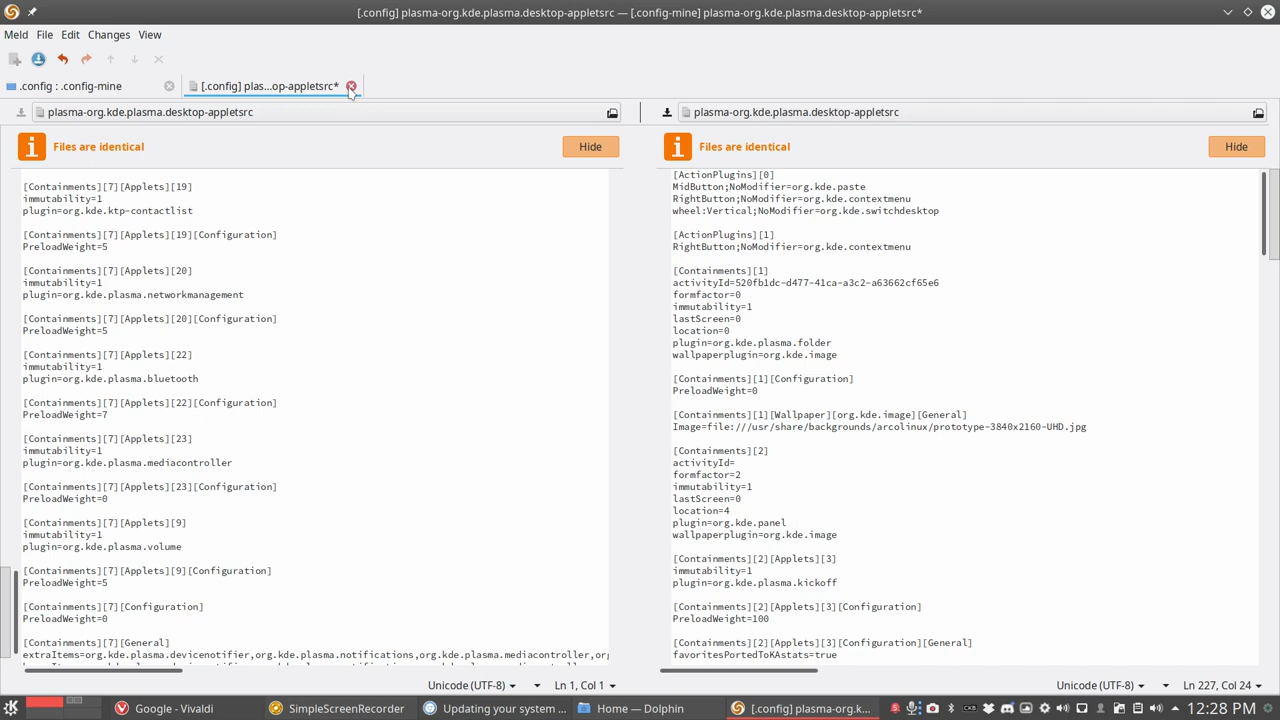 [.config] plasma-org.kde.plasma.desktop-appletsrc — [.config-mine] plasma-org.kde.plasma.desktop-appletsrc*
Meld File Edit Changes View
.config : .config-mine
[.config] plas...op-appletsrc*
plasma-org.kde.plasma.desktop-appletsrc
Files are identical
Hide
[Containments][7][Applets][19]
immutability=1
plugin=org.kde.ktp-contactlist
[Containments][7][Applets][19][Configuration]
PreloadWeight=5
[Containments][7][Applets][20]
immutability=1
plugin=org.kde.plasma.networkmanagement
[Containments][7][Applets][20][Configuration]
PreloadWeight=5
[Containments][7][Applets][22]
immutability=1
plugin=org.kde.plasma.bluetooth
[Containments][7][Applets][22][Configuration]
PreloadWeight=7
[Containments][7][Applets][23]
immutability=1
plugin=org.kde.plasma.mediacontroller
[Containments][7][Applets][23][Configuration]
PreloadWeight=0
[Containments][7][Applets][9]
immutability=1
plugin=org.kde.plasma.volume
[Containments][7][Applets][9][Configuration]
PreloadWeight=5
[Containments][7][Configuration]
PreloadWeight=0
[Containments][7][General]
extraItems=org.kde.plasma.devicenotifier,org.kde.plasma.notifications,org.kde.plasma.mediacontroller,org
Unicode (UTF-8)
Ln 1, Col 1
plasma-org.kde.plasma.desktop-appletsrc
Files are identical
Hide
[ActionPlugins][0]
MidButton;NoModifier=org.kde.paste
RightButton;NoModifier=org.kde.contextmenu
wheel:Vertical;NoModifier=org.kde.switchdesktop
[ActionPlugins][1]
RightButton;NoModifier=org.kde.contextmenu
[Containments][1]
activityId=520fb1dc-d477-41ca-a3c2-a63662cf65e6
formfactor=0
immutability=1
lastScreen=0
location=0
plugin=org.kde.plasma.folder
wallpaperplugin=org.kde.image
[Containments][1][Configuration]
PreloadWeight=0
[Containments][1][Wallpaper][org.kde.image][General]
Image=file:///usr/share/backgrounds/arcolinux/prototype-3840x2160-UHD.jpg
[Containments][2]
activityId=
formfactor=2
immutability=1
lastScreen=0
location=4
plugin=org.kde.panel
wallpaperplugin=org.kde.image
[Containments][2][Applets][3]
immutability=1
plugin=org.kde.plasma.kickoff
[Containments][2][Applets][3][Configuration]
PreloadWeight=100
[Containments][2][Applets][3][Configuration][General]
favoritesPortedToKAstats=true
Unicode (UTF-8)
Ln 227, Col 24
Google - Vivaldi
SimpleScreenRecorder
Updating your system ...
Home — Dolphin
[.config] plasma-org.k...
12:28 PM